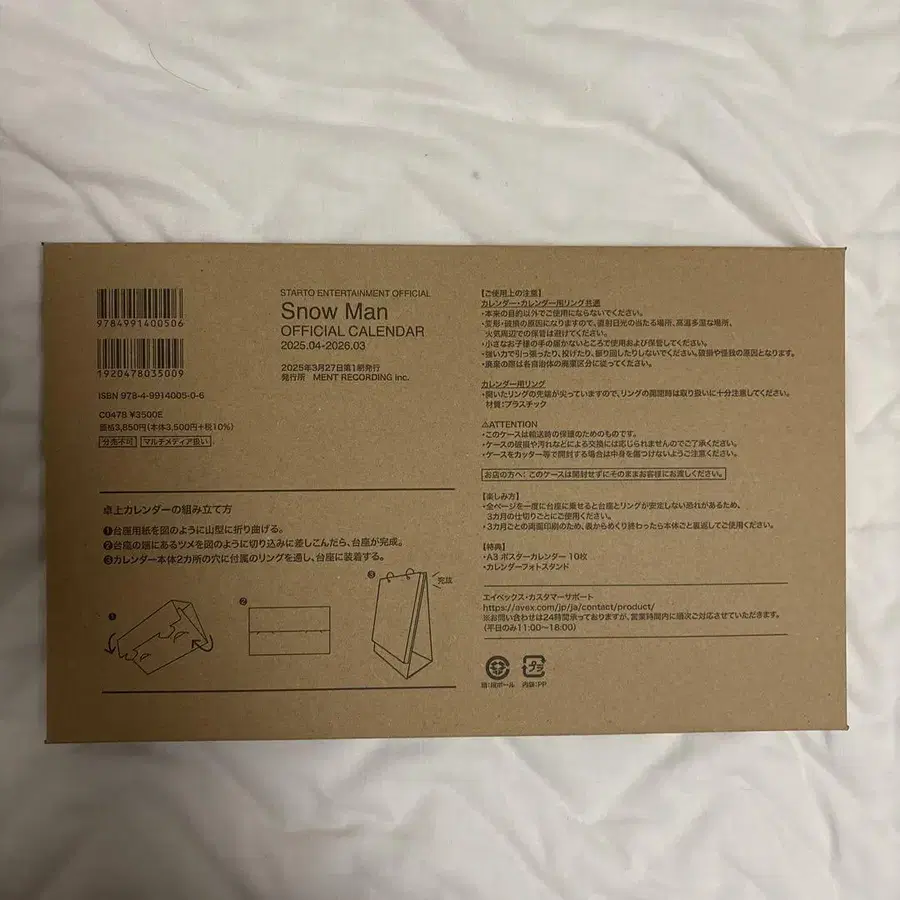 9784991400506
1920478035009
ISBN 978-4-9914005-0-6
C0478 ¥3500E
価格3,850円(本体3,500円+税10%)
分売不可 マルチメディア扱い
STARTO ENTERTAINMENT OFFICIAL
Snow Man
OFFICIAL CALENDAR
2025.04-2026.03
2025年3月27日第1刷発行
発行所 MENT RECORDING inc.
卓上カレンダーの組み立て方
❶台座用紙を図のように山型に折り曲げる。
❷台座の端にあるツメを図のように切り込みに差しこんだら、台座が完成。
❸カレンダー本体2カ所の穴に付属のリングを通し、台座に装着する。
❶
❷
❸
完成
【ご使用上の注意】
カレンダー・カレンダー用リング共通
・本来の目的以外でご使用にならないでください。
・変形・破損の原因になりますので、直射日光の当たる場所、高温多湿な場所、
火気周辺での保管は避けてください。
・小さなお子様の手の届かないところで使用および保管してください。
・強い力で引っ張ったり、投げたり、振り回したりしないでください。破損や怪我の原因となります。
・廃棄の際は各自治体の廃棄区分に従ってください。
カレンダー用リング
・開いたリングの先端が尖っていますので、リングの開閉時は取り扱いに十分注意してください。
材質：プラスチック
⚠ATTENTION
・このケースは輸送時の保護のためのものです。
・ケースの破損や汚れなどによる交換には応じられませんのでご了承ください。
・ケースをカッター等で開封する場合は中身を傷つけないようご注意ください。
お店の方へ：このケースは開封せずにそのままお客様にお渡しください。
【楽しみ方】
・全ページを一度に台座に乗せると台座とリングが安定しない恐れがあるため、
3カ月の仕切りごとにご使用ください。
・3カ月ごとの両面印刷のため、表からめくり終わったら本体ごと裏返してご使用ください。
【特典】
・A3 ポスターカレンダー 10枚
・カレンダーフォトスタンド
エイベックス・カスタマーサポート
https://avex.com/jp/ja/contact/product/
※お問い合わせは24時間承っておりますが、営業時間内に順次ご対応させていただきます。
(平日のみ11:00〜18:00)
プラ
箱：段ボール 内袋：PP